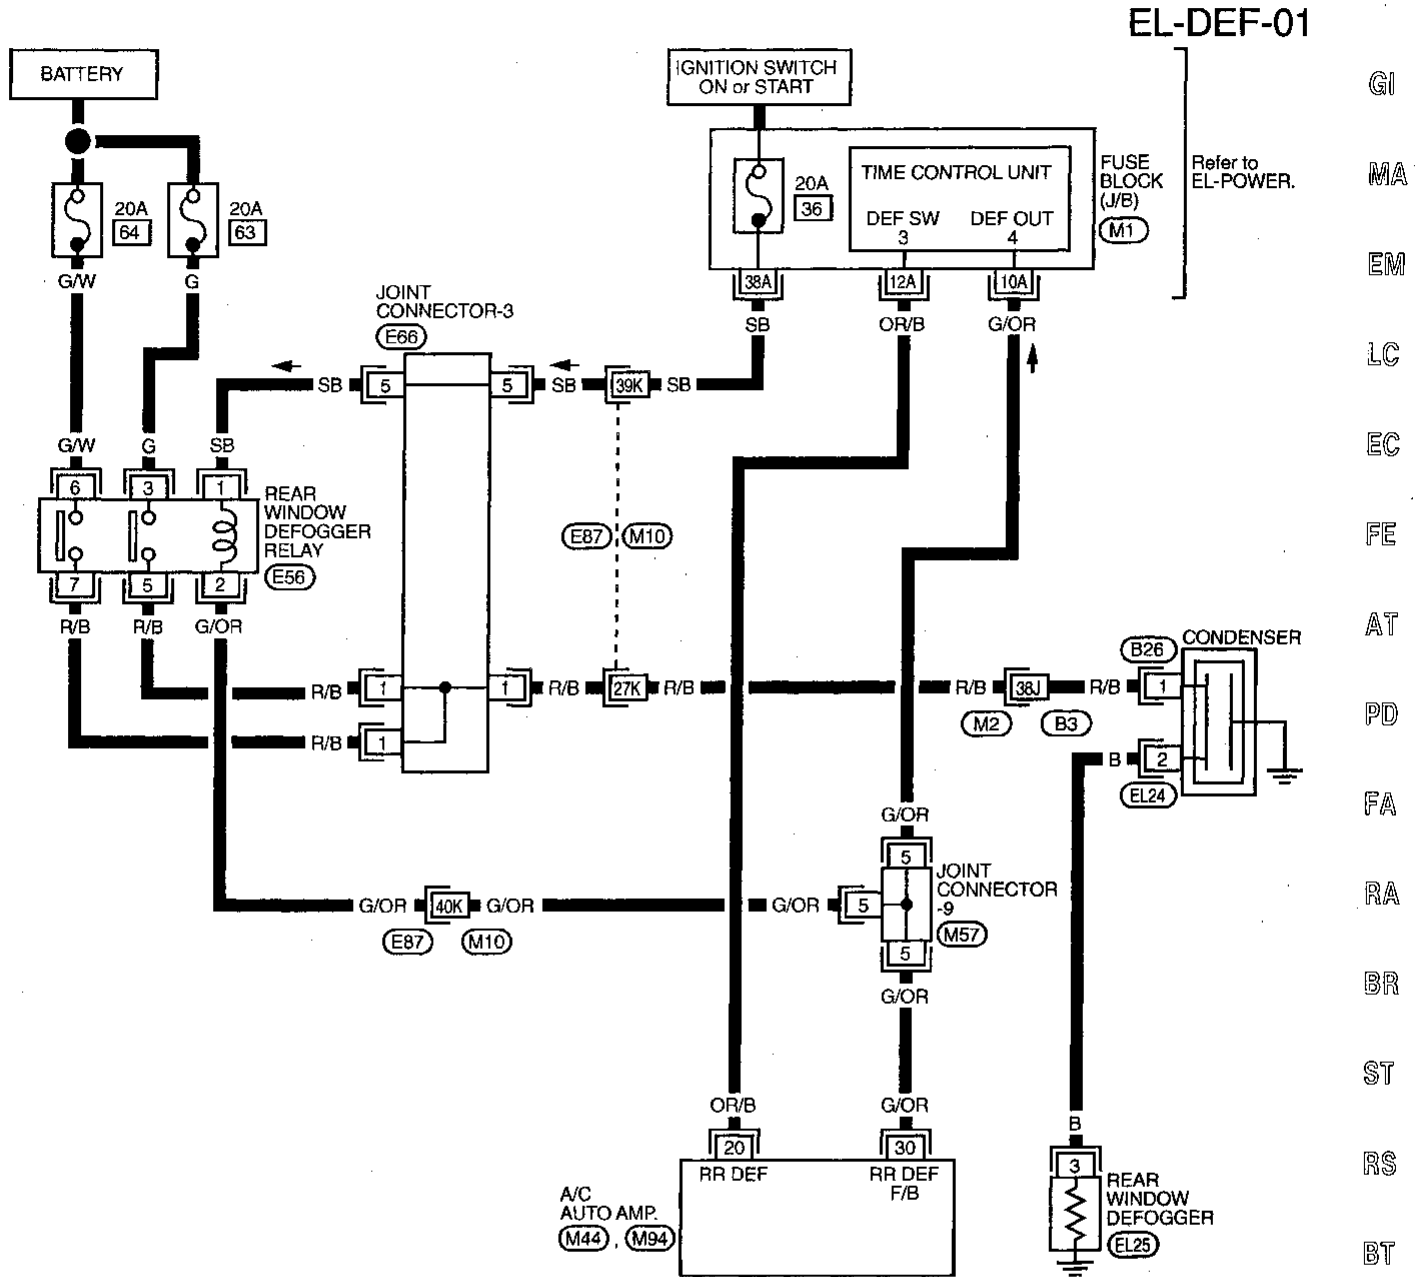 EL-DEF-01
BATTERY
IGNITION SWITCH
ON or START
GI
20A
64
20A
63
20A
36
TIME CONTROL UNIT
DEF SW
3
DEF OUT
4
FUSE
BLOCK
(J/B)
M1
Refer to
EL-POWER.
MA
EM
G/W
G
38A
12A
10A
SB
OR/B
G/OR
JOINT
CONNECTOR-3
E66
LC
SB
5
5
SB
39K
SB
G/W
G
SB
EC
6
3
1
REAR
WINDOW
DEFOGGER
RELAY
E56
E87
M10
FE
7
5
2
R/B
R/B
G/OR
AT
B26
CONDENSER
R/B
1
1
R/B
27K
R/B
R/B
38J
R/B
1
M2
B3
PD
R/B
1
B
2
EL24
FA
G/OR
5
JOINT
CONNECTOR
-9
M57
RA
G/OR
40K
G/OR
G/OR
5
E87
M10
5
G/OR
BR
ST
OR/B
G/OR
B
20
30
3
RR DEF
RR DEF
F/B
RS
A/C
AUTO AMP.
M44 , M94
REAR
WINDOW
DEFOGGER
EL25
BT